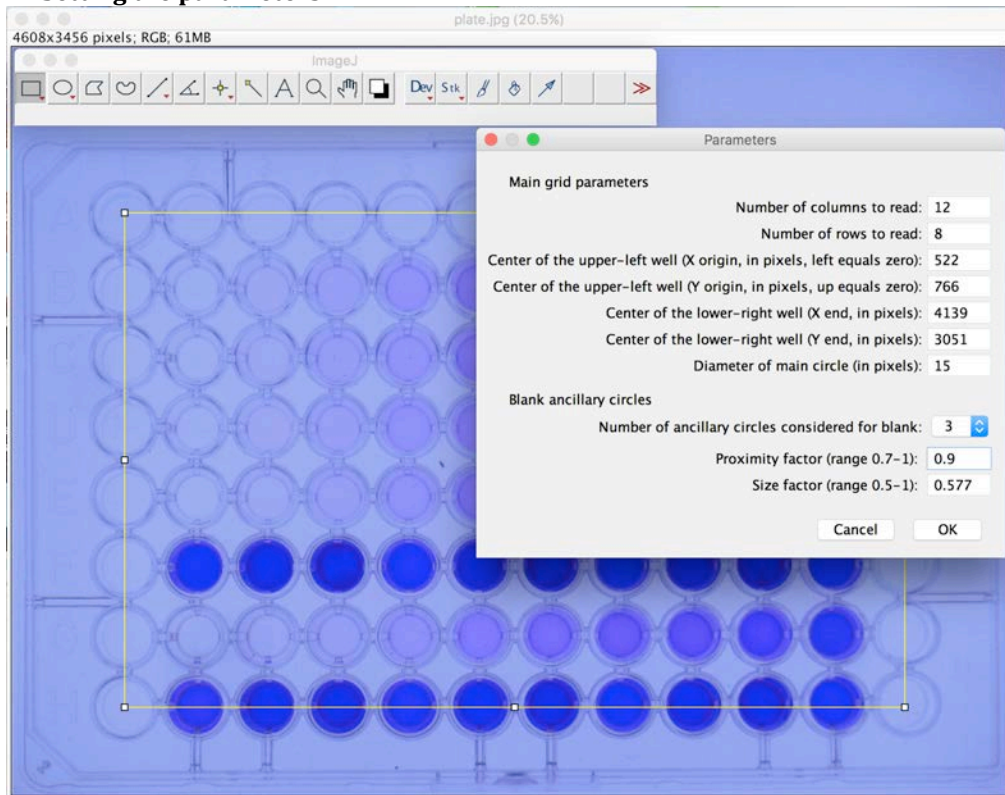 plate.jpg (20.5%)
4608x3456 pixels; RGB; 61MB
ImageJ
A Dev Stk
Parameters
Main grid parameters
Number of columns to read: 12
Number of rows to read: 8
Center of the upper-left well (X origin, in pixels, left equals zero): 522
Center of the upper-left well (Y origin, in pixels, up equals zero): 766
Center of the lower-right well (X end, in pixels): 4139
Center of the lower-right well (Y end, in pixels): 3051
Diameter of main circle (in pixels): 15
Blank ancillary circles
Number of ancillary circles considered for blank: 3
Proximity factor (range 0.7-1): 0.9
Size factor (range 0.5-1): 0.577
Cancel OK